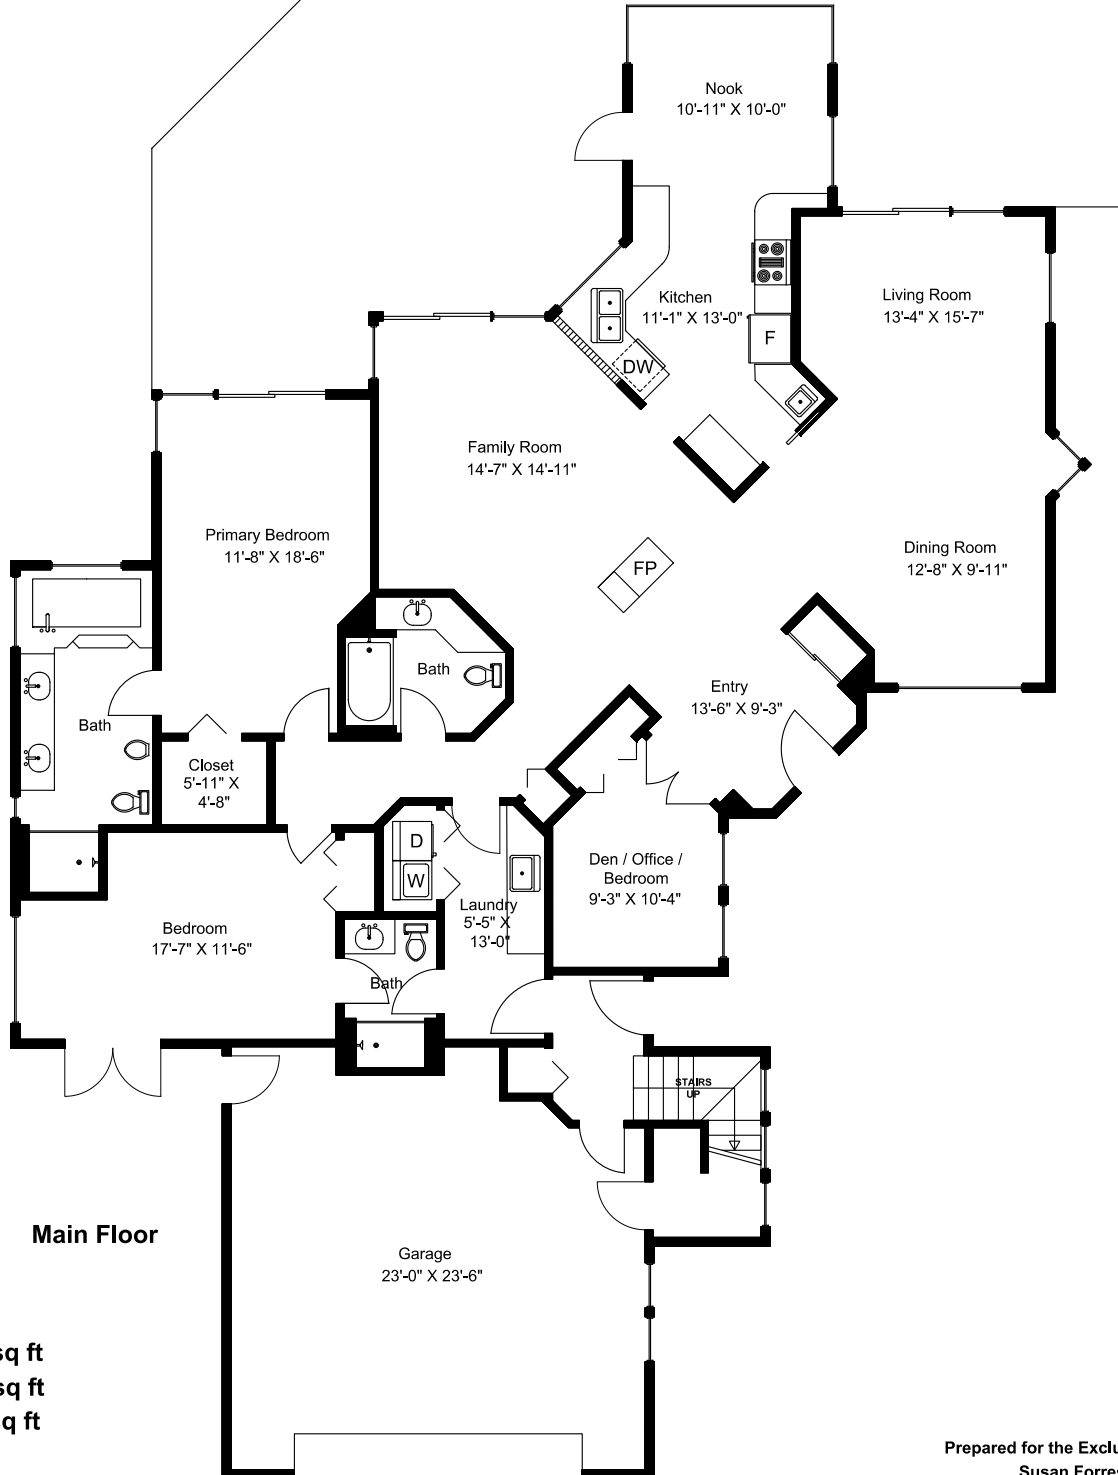 Nook
10'-11" X 10'-0"
Kitchen
11'-1" X 13'-0"
Living Room
13'-4" X 15'-7"
F
DW
Family Room
14'-7" X 14'-11"
Primary Bedroom
11'-8" X 18'-6"
Dining Room
12'-8" X 9'-11"
FP
Bath
Entry
13'-6" X 9'-3"
Bath
Closet
5'-11" X
4'-8"
D
W
Den / Office /
Bedroom
9'-3" X 10'-4"
Laundry
5'-5" X
13'-0"
Bedroom
17'-7" X 11'-6"
Bath
STAIRS
UP
Main Floor
Garage
23'-0" X 23'-6"
sq ft
sq ft
sq ft
Prepared for the
Susan